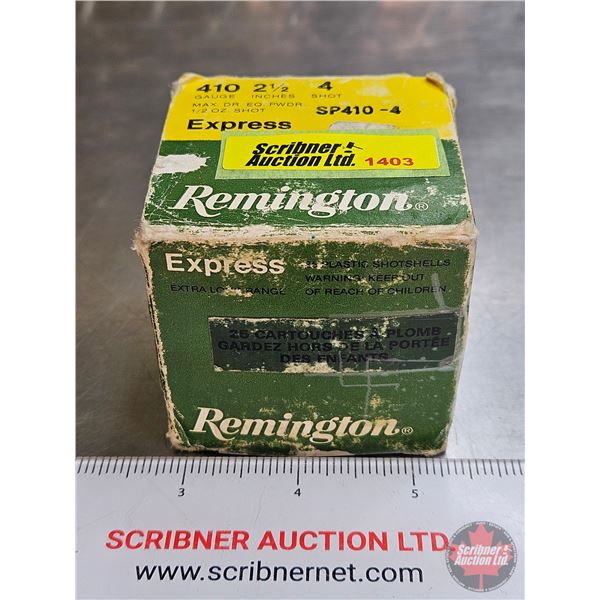 410 2½ 4
GAUGE INCHES SHOT
MAX. DR. EQ. PWDR.
1/2 OZ. SHOT SP410-4
Express
Scribner
Auction Ltd. 1403
Remington®
Express PLASTIC SHOTSHELLS
WARNING: KEEP OUT
EXTRA LONG RANGE OF REACH OF CHILDREN
25 CARTOUCHES À PLOMB
GARDEZ HORS DE LA PORTÉE
DES ENFANTS
Remington®
3 4 5
SCRIBNER AUCTION LTD.
www.scribnernet.com
Scribner
Auction Ltd.